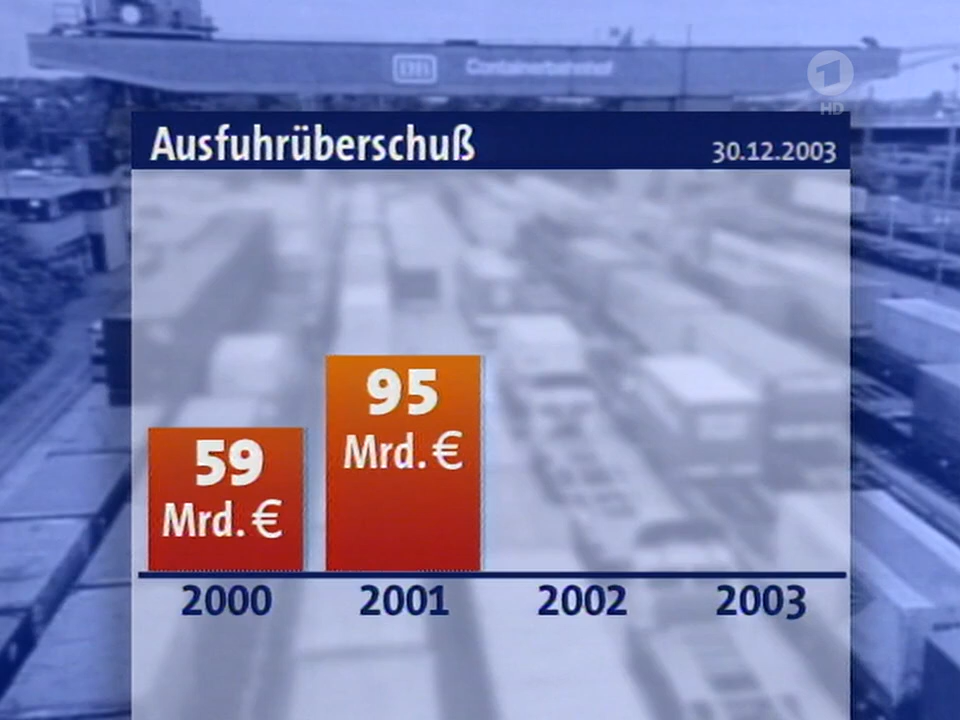 DB Containerbahnhof
1
HD
Ausfuhrüberschuß 30.12.2003
95
Mrd. €
59
Mrd. €
2000 2001 2002 2003